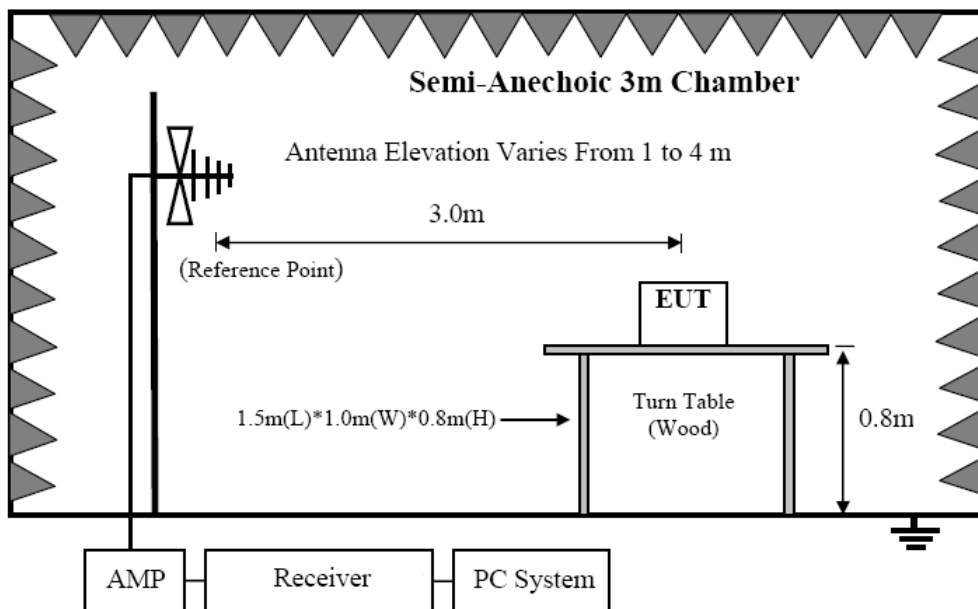 Semi-Anechoic 3m Chamber
Antenna Elevation Varies From 1 to 4 m
3.0m
(Reference Point)
EUT
1.5m(L)*1.0m(W)*0.8m(H)
Turn Table
(Wood)
0.8m
AMP
Receiver
PC System